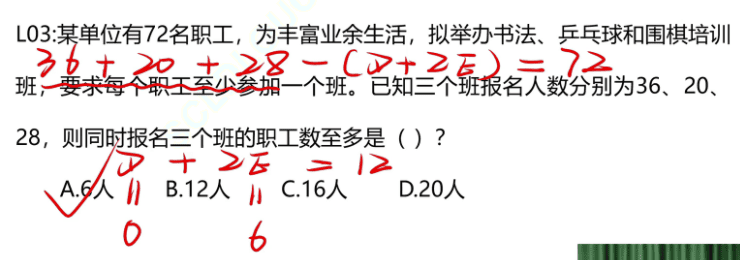 L03:某单位有72名职工，为丰富业余生活，拟举办书法、乒乓球和围棋培训
36+20+28-(D+2E)=72
班，要求每个职工至少参加一个班。已知三个班报名人数分别为36、20、
28，则同时报名三个班的职工数至多是（ ）？
D+2E=12
A.6人 B.12人 C.16人 D.20人
= =
0 6